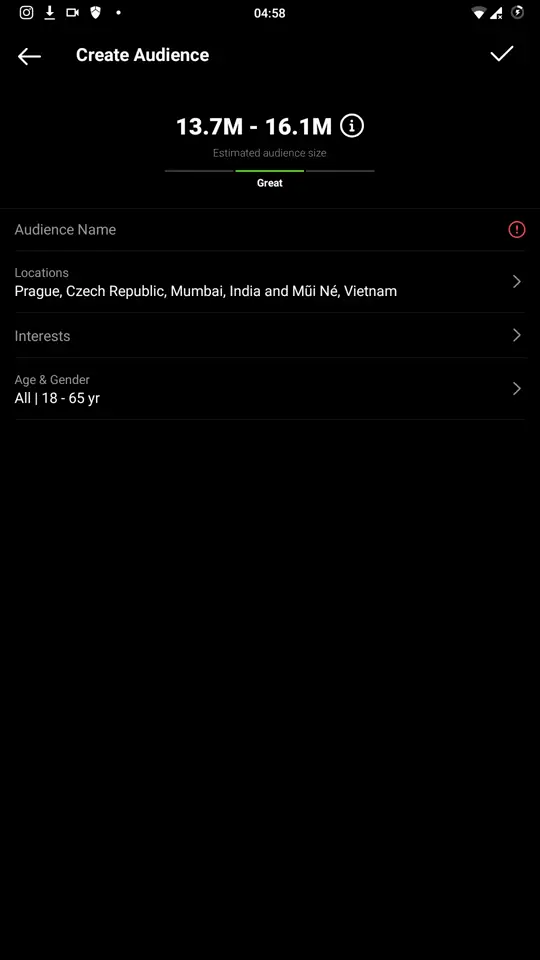 04:58
Create Audience
13.7M - 16.1M
Estimated audience size
Great
Audience Name
Locations
Prague, Czech Republic, Mumbai, India and Mũi Né, Vietnam
Interests
Age & Gender
All | 18 - 65 yr